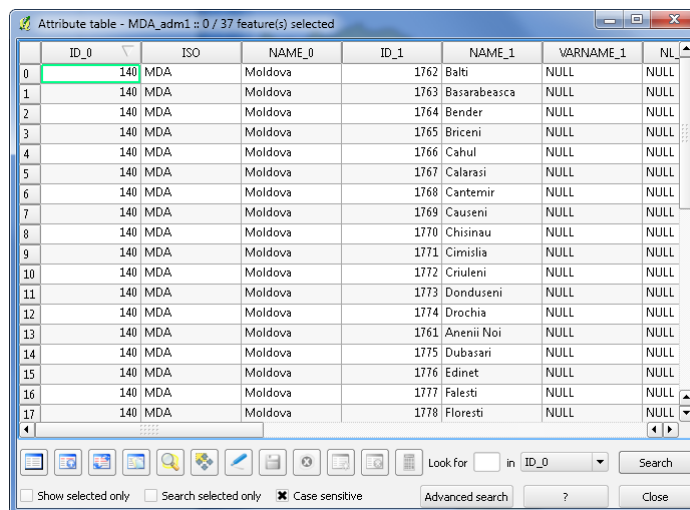 Attribute table - MDA_adm1 :: 0 / 37 feature(s) selected
ID_0 ISO NAME_0 ID_1 NAME_1 VARNAME_1 NL_
0 140 MDA Moldova 1762 Balti NULL NULL
1 140 MDA Moldova 1763 Basarabeasca NULL NULL
2 140 MDA Moldova 1764 Bender NULL NULL
3 140 MDA Moldova 1765 Briceni NULL NULL
4 140 MDA Moldova 1766 Cahul NULL NULL
5 140 MDA Moldova 1767 Calarasi NULL NULL
6 140 MDA Moldova 1768 Cantemir NULL NULL
7 140 MDA Moldova 1769 Causeni NULL NULL
8 140 MDA Moldova 1770 Chisinau NULL NULL
9 140 MDA Moldova 1771 Cimislia NULL NULL
10 140 MDA Moldova 1772 Criuleni NULL NULL
11 140 MDA Moldova 1773 Donduseni NULL NULL
12 140 MDA Moldova 1774 Drochia NULL NULL
13 140 MDA Moldova 1761 Anenii Noi NULL NULL
14 140 MDA Moldova 1775 Dubasari NULL NULL
15 140 MDA Moldova 1776 Edinet NULL NULL
16 140 MDA Moldova 1777 Falesti NULL NULL
17 140 MDA Moldova 1778 Floresti NULL NULL
Look for in ID_0 Search
Show selected only Search selected only Case sensitive Advanced search ? Close